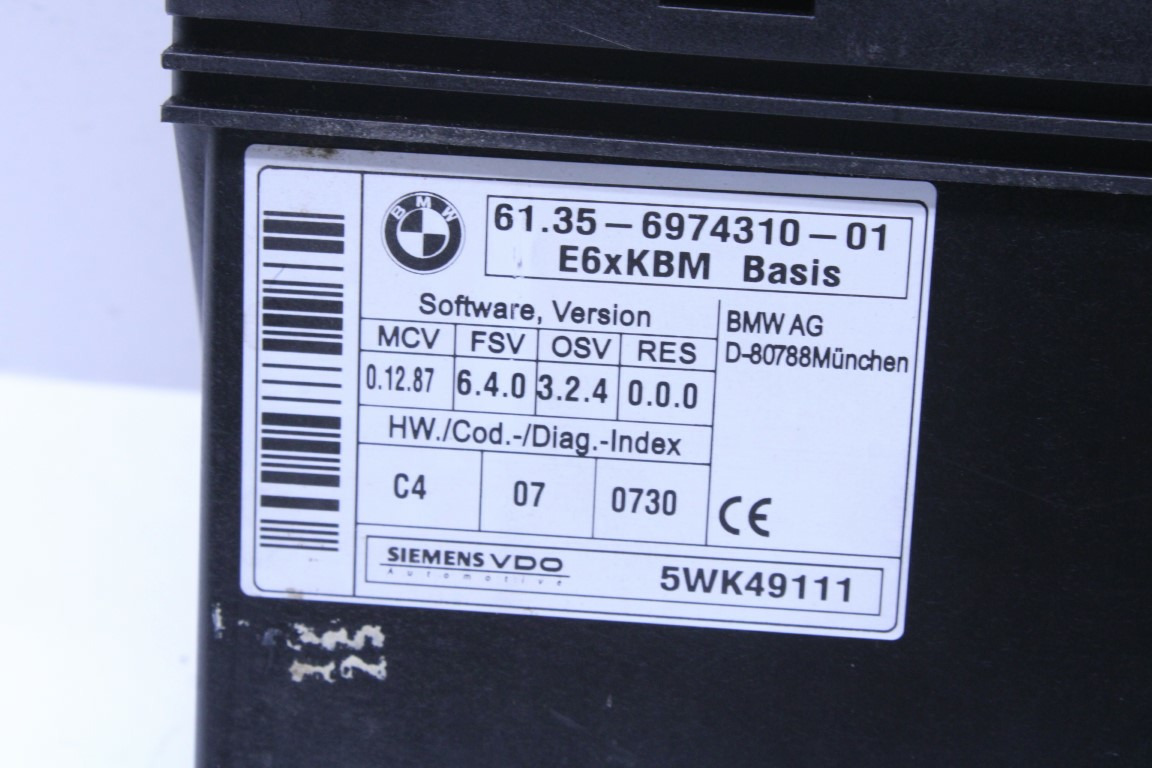 BMW
61.35-6974310-01
E6xKBM Basis
Software, Version
MCV FSV OSV RES
0.12.87 6.4.0 3.2.4 0.0.0
HW./Cod.-/Diag.-Index
C4 07 0730
BMW AG
D-80788München
CE
SIEMENS VDO
Automotive
5WK49111